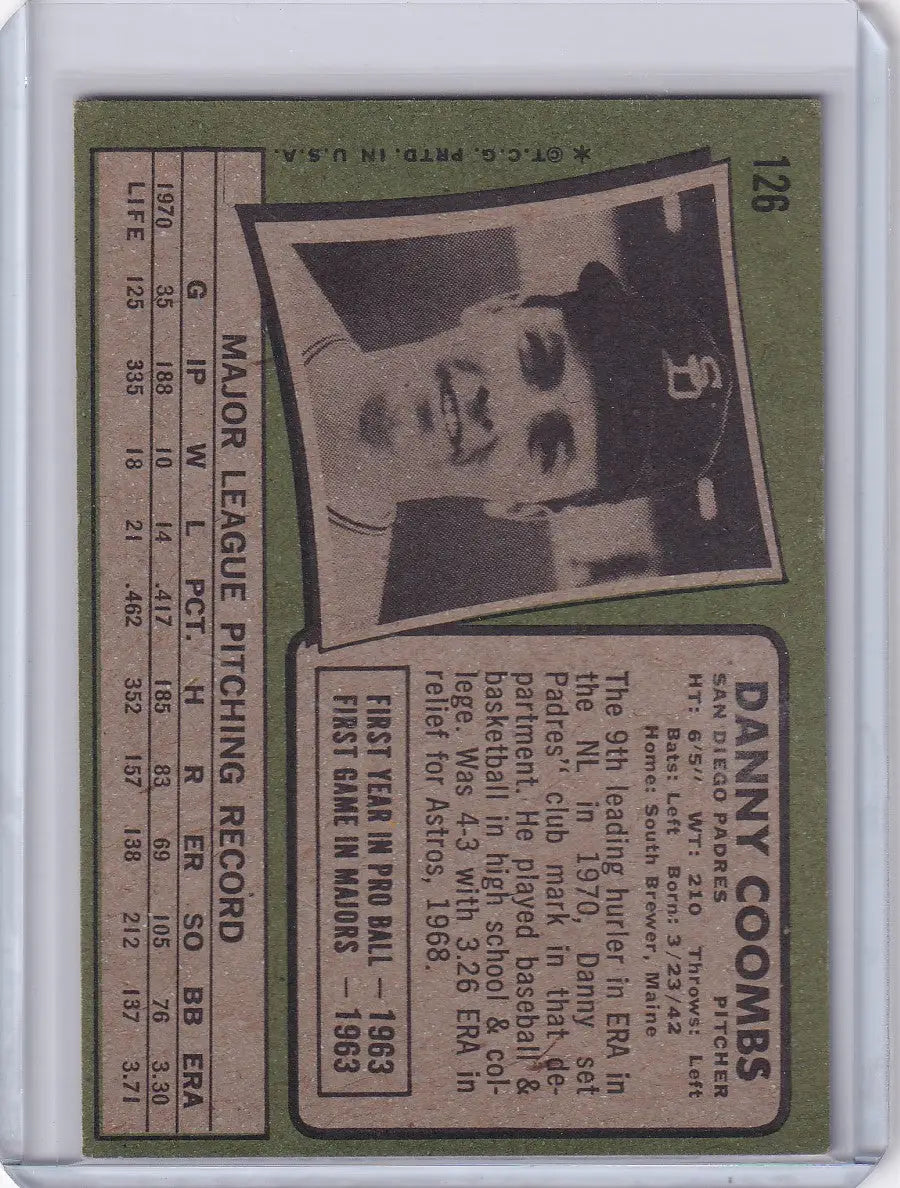 126
DANNY COOMBS
SAN DIEGO PADRES PITCHER
HT: 6'5" WT: 210 Throws: Left
Bats: Left Born: 3/23/42
Home: South Brewer, Maine
The 9th leading hurler in ERA in
the NL in 1970, Danny set
Padres" club mark in that de-
partment. He played baseball &
basketball in high school & col-
lege. Was 4-3 with 3.26 ERA in
relief for Astros, 1968.
FIRST YEAR IN PRO BALL — 1963
FIRST GAME IN MAJORS — 1963
SD
MAJOR LEAGUE PITCHING RECORD
G IP W L PCT. H R ER SO BB ERA
1970 35 188 10 14 .417 185 83 69 105 76 3.30
LIFE 125 335 18 21 .462 352 157 138 212 137 3.71
* © T.C.G. PRTD. IN U.S.A.